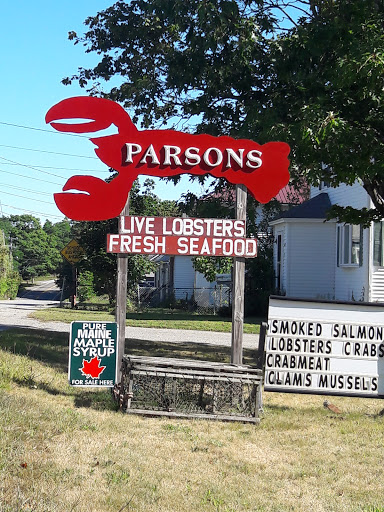 PARSONS
LIVE LOBSTERS
FRESH SEAFOOD
PURE
MAINE
MAPLE
SYRUP
FOR SALE HERE
SMOKED SALMON
LOBSTERS CRABS
CRABMEAT
CLAMS MUSSELS